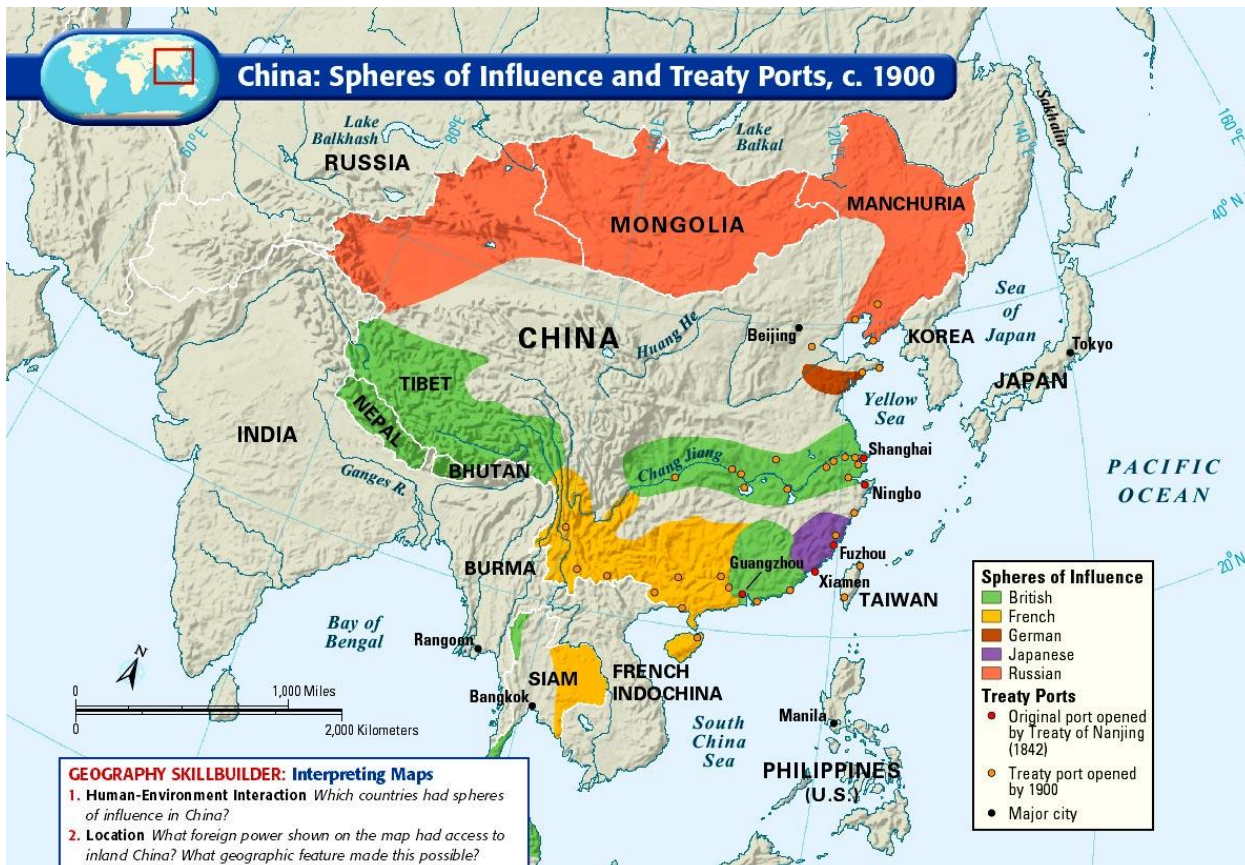 China: Spheres of Influence and Treaty Ports, c. 1900
Lake
Balkhash
RUSSIA
60°E
80°E
Lake
Baikal
120°E
140°E
Sakhalin
160°E
MONGOLIA
MANCHURIA
40° N
CHINA
Huang He
Beijing
KOREA
Sea
of
Japan
Tokyo
JAPAN
TIBET
NEPAL
BHUTAN
INDIA
Ganges R.
Yellow
Sea
Chang Jiang
Shanghai
Ningbo
PACIFIC
OCEAN
BURMA
Guangzhou
Fuzhou
Xiamen
TAIWAN
20° N
Bay of
Bengal
Rangoon
SIAM
Bangkok
FRENCH
INDOCHINA
South
China
Sea
Manila
PHILIPPINES
(U.S.)
N
0
1,000 Miles
0
2,000 Kilometers
Spheres of Influence
British
French
German
Japanese
Russian
Treaty Ports
Original port opened
by Treaty of Nanjing
(1842)
Treaty port opened
by 1900
Major city
GEOGRAPHY SKILLBUILDER: Interpreting Maps
1. Human-Environment Interaction Which countries had spheres
of influence in China?
2. Location What foreign power shown on the map had access to
inland China? What geographic feature made this possible?